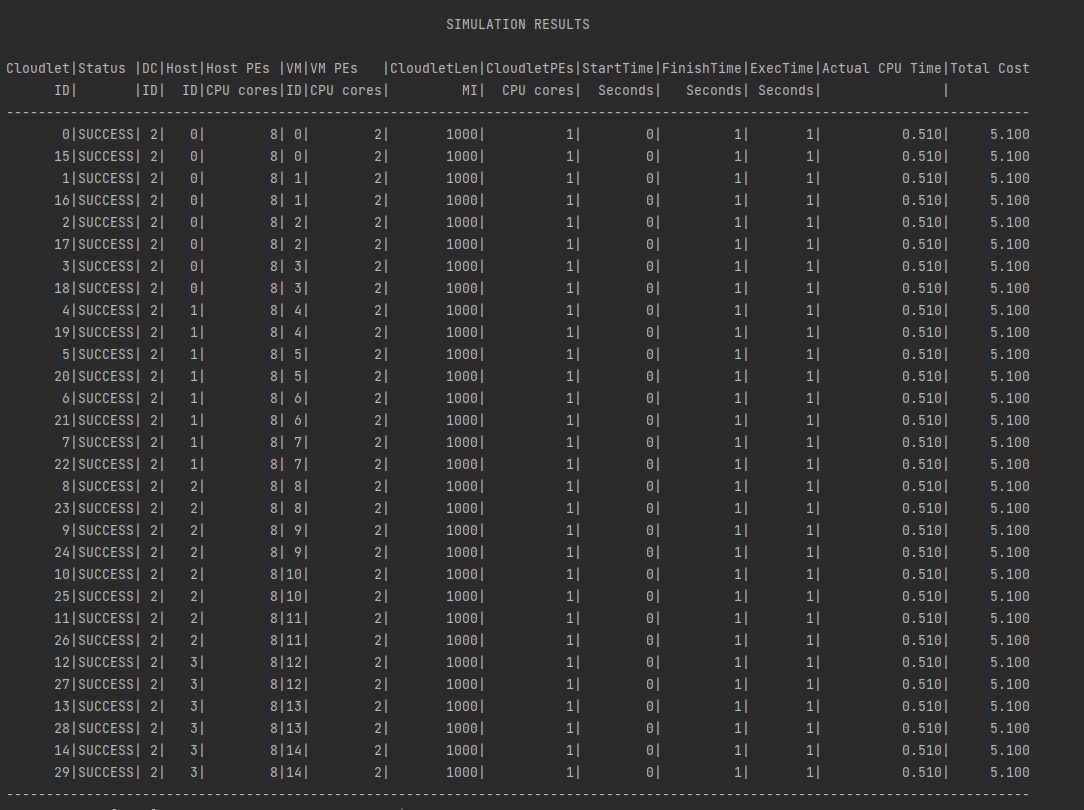 SIMULATION RESULTS
Cloudlet|Status |DC|Host|Host PEs |VM|VM PEs   |CloudletLen|CloudletPEs|StartTime|FinishTime|ExecTime|Actual CPU Time|Total Cost
      ID|       |ID|  ID|CPU cores|ID|CPU cores|         MI|  CPU cores|  Seconds|   Seconds| Seconds|               |
--------------------------------------------------------------------------------------------------------------------------------
       0|SUCCESS| 2|   0|        8| 0|        2|       1000|          1|        0|         1|       1|          0.510|     5.100
      15|SUCCESS| 2|   0|        8| 0|        2|       1000|          1|        0|         1|       1|          0.510|     5.100
       1|SUCCESS| 2|   0|        8| 1|        2|       1000|          1|        0|         1|       1|          0.510|     5.100
      16|SUCCESS| 2|   0|        8| 1|        2|       1000|          1|        0|         1|       1|          0.510|     5.100
       2|SUCCESS| 2|   0|        8| 2|        2|       1000|          1|        0|         1|       1|          0.510|     5.100
      17|SUCCESS| 2|   0|        8| 2|        2|       1000|          1|        0|         1|       1|          0.510|     5.100
       3|SUCCESS| 2|   0|        8| 3|        2|       1000|          1|        0|         1|       1|          0.510|     5.100
      18|SUCCESS| 2|   0|        8| 3|        2|       1000|          1|        0|         1|       1|          0.510|     5.100
       4|SUCCESS| 2|   1|        8| 4|        2|       1000|          1|        0|         1|       1|          0.510|     5.100
      19|SUCCESS| 2|   1|        8| 4|        2|       1000|          1|        0|         1|       1|          0.510|     5.100
       5|SUCCESS| 2|   1|        8| 5|        2|       1000|          1|        0|         1|       1|          0.510|     5.100
      20|SUCCESS| 2|   1|        8| 5|        2|       1000|          1|        0|         1|       1|          0.510|     5.100
       6|SUCCESS| 2|   1|        8| 6|        2|       1000|          1|        0|         1|       1|          0.510|     5.100
      21|SUCCESS| 2|   1|        8| 6|        2|       1000|          1|        0|         1|       1|          0.510|     5.100
       7|SUCCESS| 2|   1|        8| 7|        2|       1000|          1|        0|         1|       1|          0.510|     5.100
      22|SUCCESS| 2|   1|        8| 7|        2|       1000|          1|        0|         1|       1|          0.510|     5.100
       8|SUCCESS| 2|   2|        8| 8|        2|       1000|          1|        0|         1|       1|          0.510|     5.100
      23|SUCCESS| 2|   2|        8| 8|        2|       1000|          1|        0|         1|       1|          0.510|     5.100
       9|SUCCESS| 2|   2|        8| 9|        2|       1000|          1|        0|         1|       1|          0.510|     5.100
      24|SUCCESS| 2|   2|        8| 9|        2|       1000|          1|        0|         1|       1|          0.510|     5.100
      10|SUCCESS| 2|   2|        8|10|        2|       1000|          1|        0|         1|       1|          0.510|     5.100
      25|SUCCESS| 2|   2|        8|10|        2|       1000|          1|        0|         1|       1|          0.510|     5.100
      11|SUCCESS| 2|   2|        8|11|        2|       1000|          1|        0|         1|       1|          0.510|     5.100
      26|SUCCESS| 2|   2|        8|11|        2|       1000|          1|        0|         1|       1|          0.510|     5.100
      12|SUCCESS| 2|   3|        8|12|        2|       1000|          1|        0|         1|       1|          0.510|     5.100
      27|SUCCESS| 2|   3|        8|12|        2|       1000|          1|        0|         1|       1|          0.510|     5.100
      13|SUCCESS| 2|   3|        8|13|        2|       1000|          1|        0|         1|       1|          0.510|     5.100
      28|SUCCESS| 2|   3|        8|13|        2|       1000|          1|        0|         1|       1|          0.510|     5.100
      14|SUCCESS| 2|   3|        8|14|        2|       1000|          1|        0|         1|       1|          0.510|     5.100
      29|SUCCESS| 2|   3|        8|14|        2|       1000|          1|        0|         1|       1|          0.510|     5.100
--------------------------------------------------------------------------------------------------------------------------------